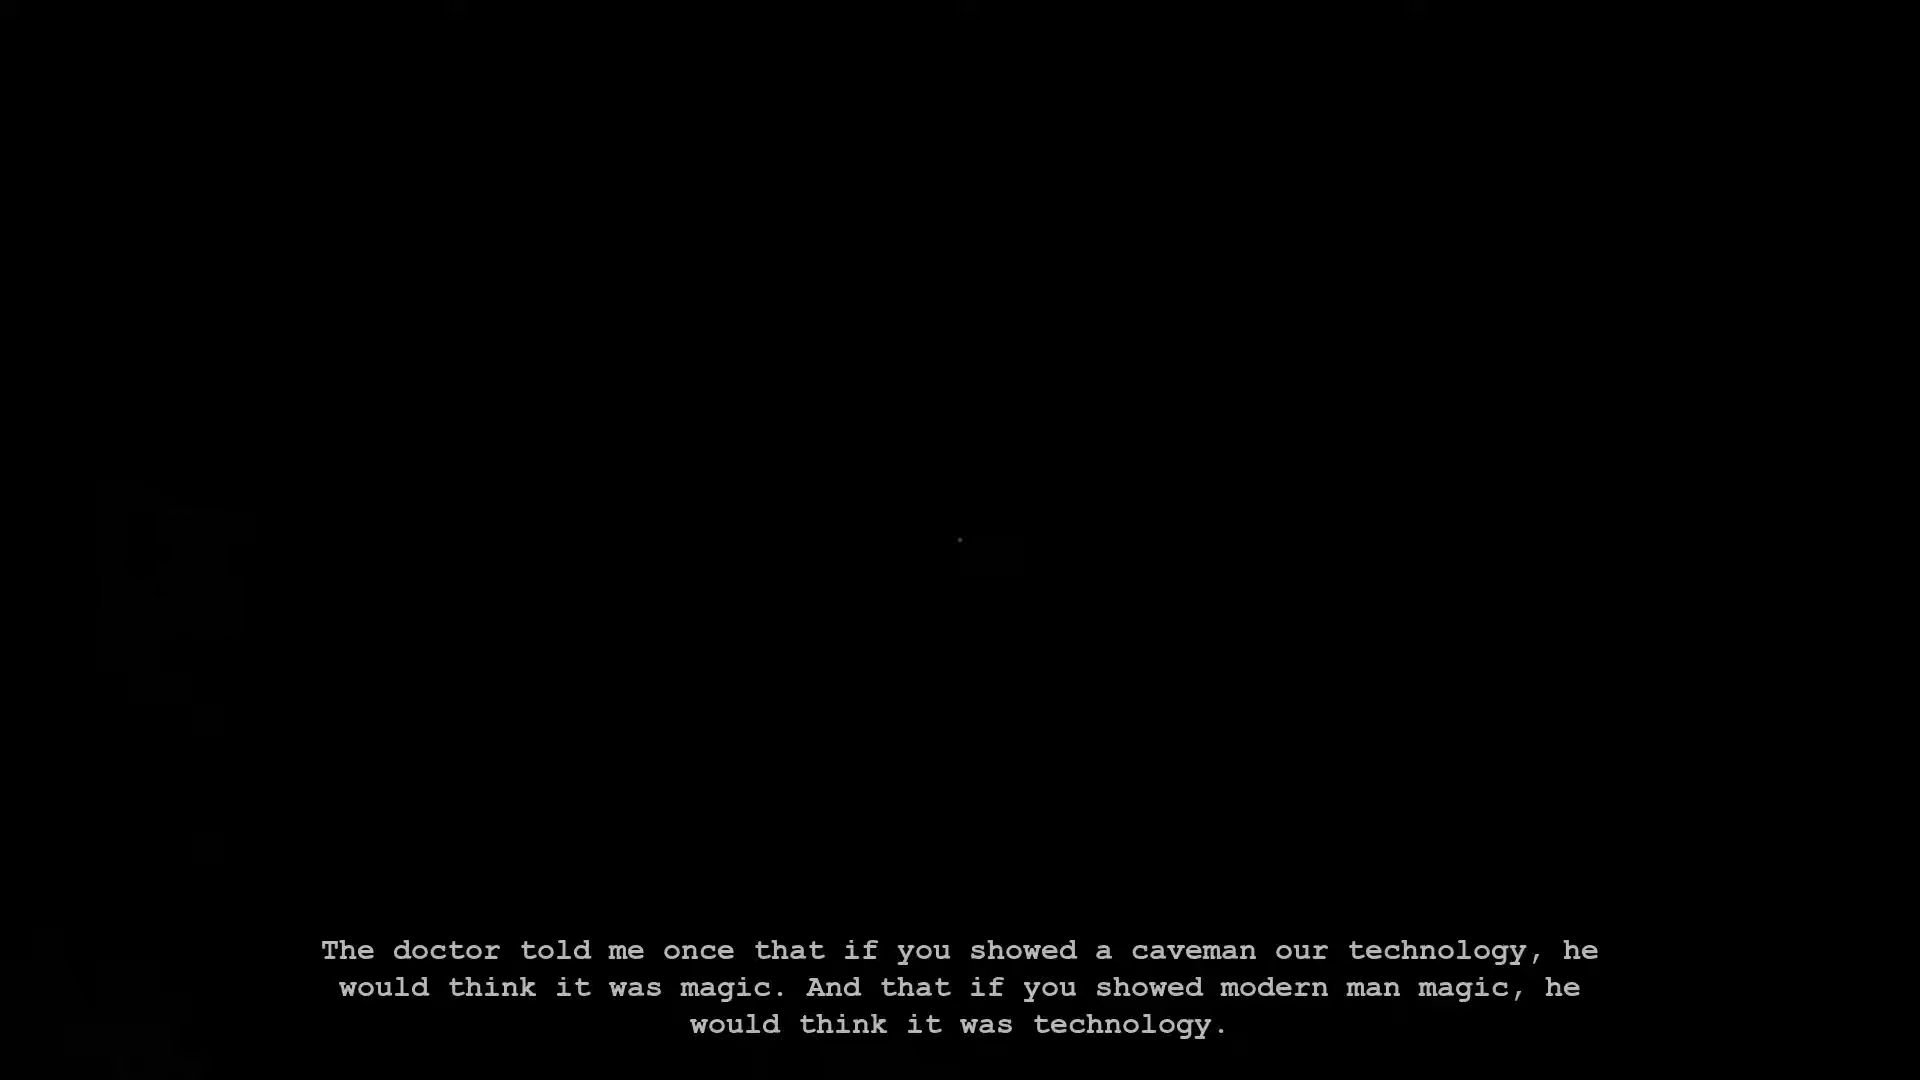 The doctor told me once that if you showed a caveman our technology, he
would think it was magic. And that if you showed modern man magic, he
would think it was technology.